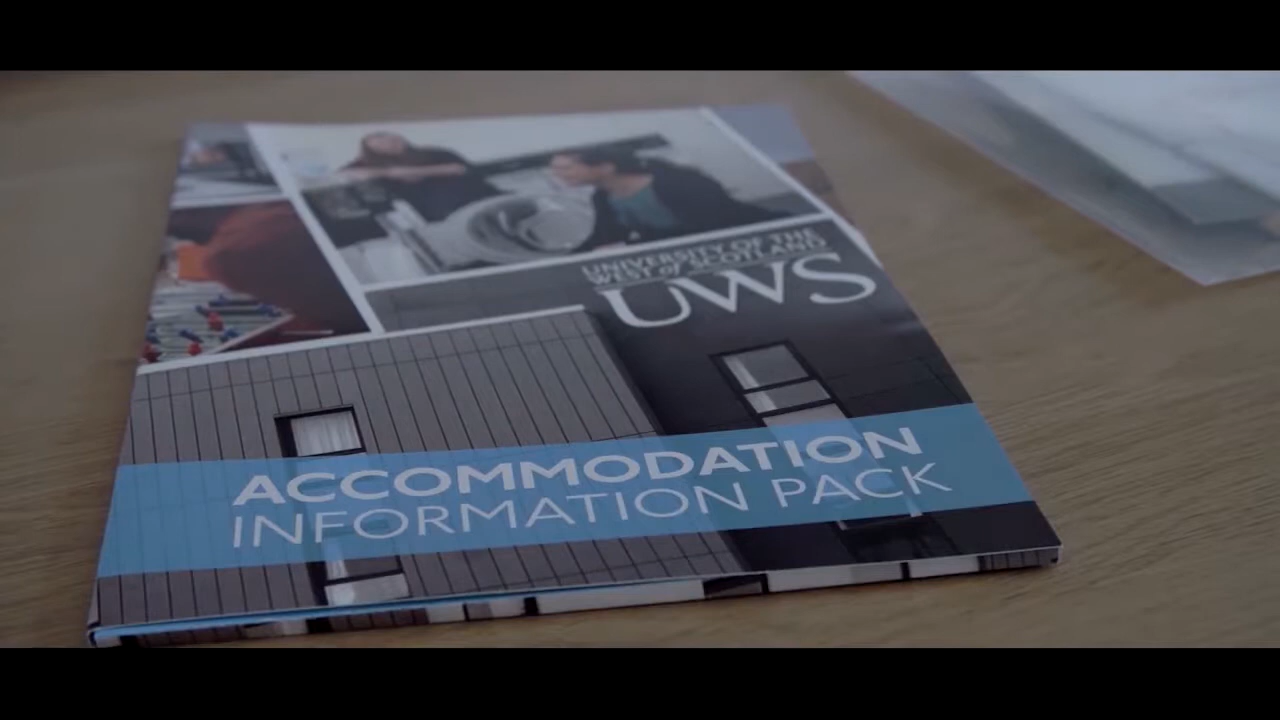 UNIVERSITY OF THE
WEST of SCOTLAND
UWS
ACCOMMODATION
INFORMATION PACK